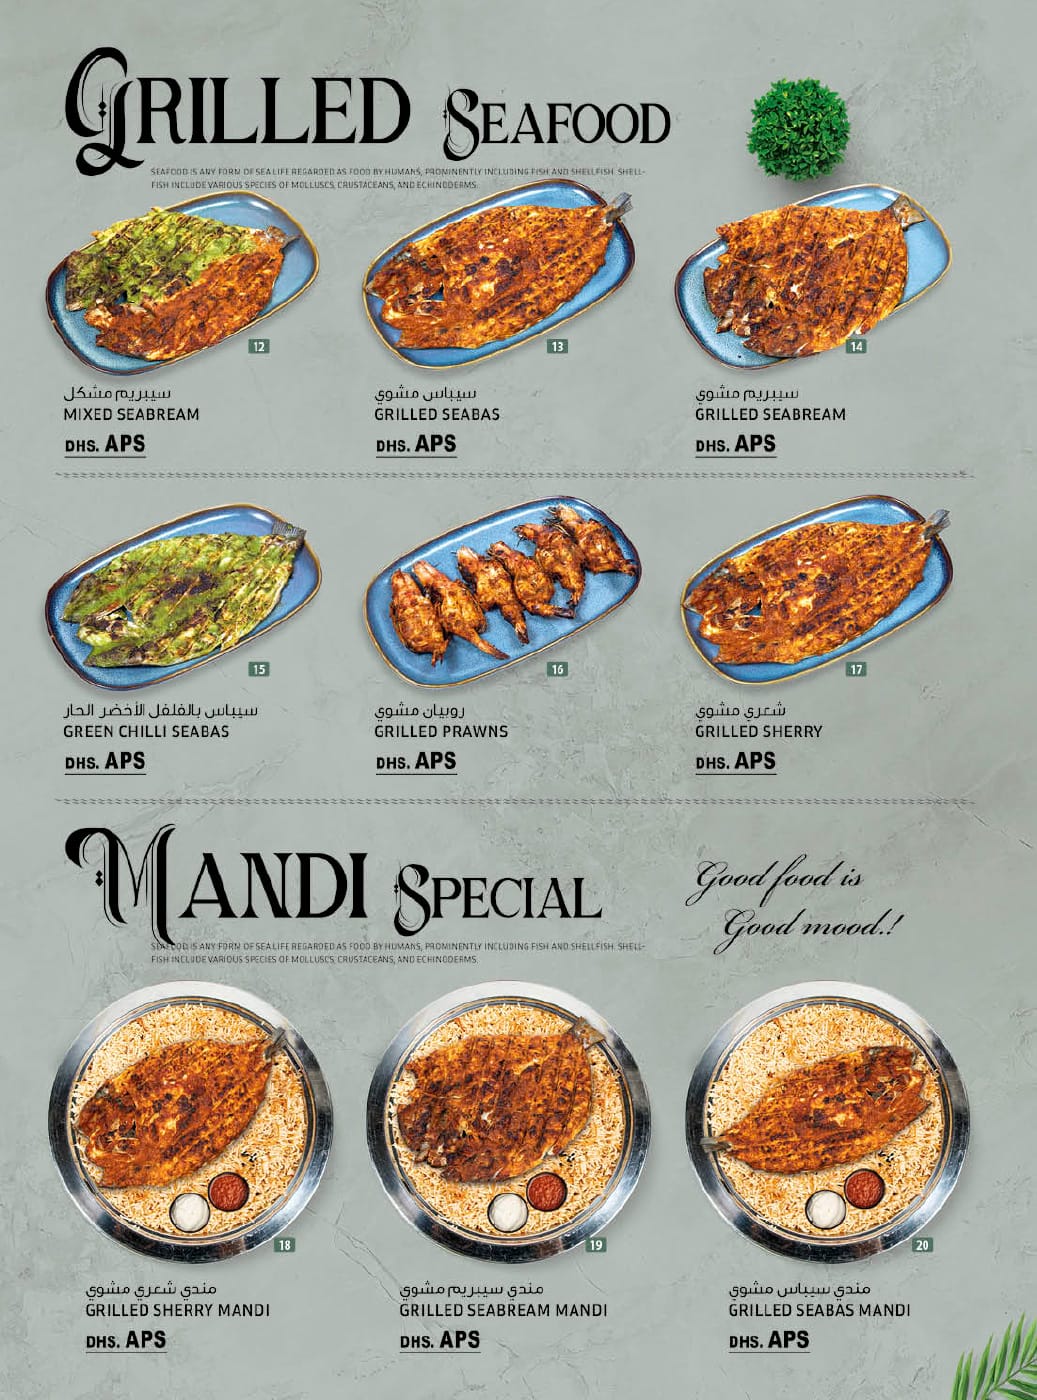 GRILLED SEAFOOD
SEAFOOD IS ANY FORM OF SEA LIFE REGARDED AS FOOD BY HUMANS, PROMINENTLY INCLUDING FISH AND SHELLFISH. SHELL-
FISH INCLUDE VARIOUS SPECIES OF MOLLUSCS, CRUSTACEANS, AND ECHINODERMS.
12
سيبريم مشكل
MIXED SEABREAM
DHS. APS
13
سيباس مشوي
GRILLED SEABAS
DHS. APS
14
سيبريم مشوي
GRILLED SEABREAM
DHS. APS
15
سيباس بالفلفل الأخضر الحار
GREEN CHILLI SEABAS
DHS. APS
16
روبيان مشوي
GRILLED PRAWNS
DHS. APS
17
شعري مشوي
GRILLED SHERRY
DHS. APS
MANDI SPECIAL
SEAFOOD IS ANY FORM OF SEA LIFE REGARDED AS FOOD BY HUMANS, PROMINENTLY INCLUDING FISH AND SHELLFISH. SHELL-
FISH INCLUDE VARIOUS SPECIES OF MOLLUSCS, CRUSTACEANS, AND ECHINODERMS.
Good food is
Good mood.!
18
مندي شعري مشوي
GRILLED SHERRY MANDI
DHS. APS
19
مندي سيبريم مشوي
GRILLED SEABREAM MANDI
DHS. APS
20
مندي سيباس مشوي
GRILLED SEABAS MANDI
DHS. APS